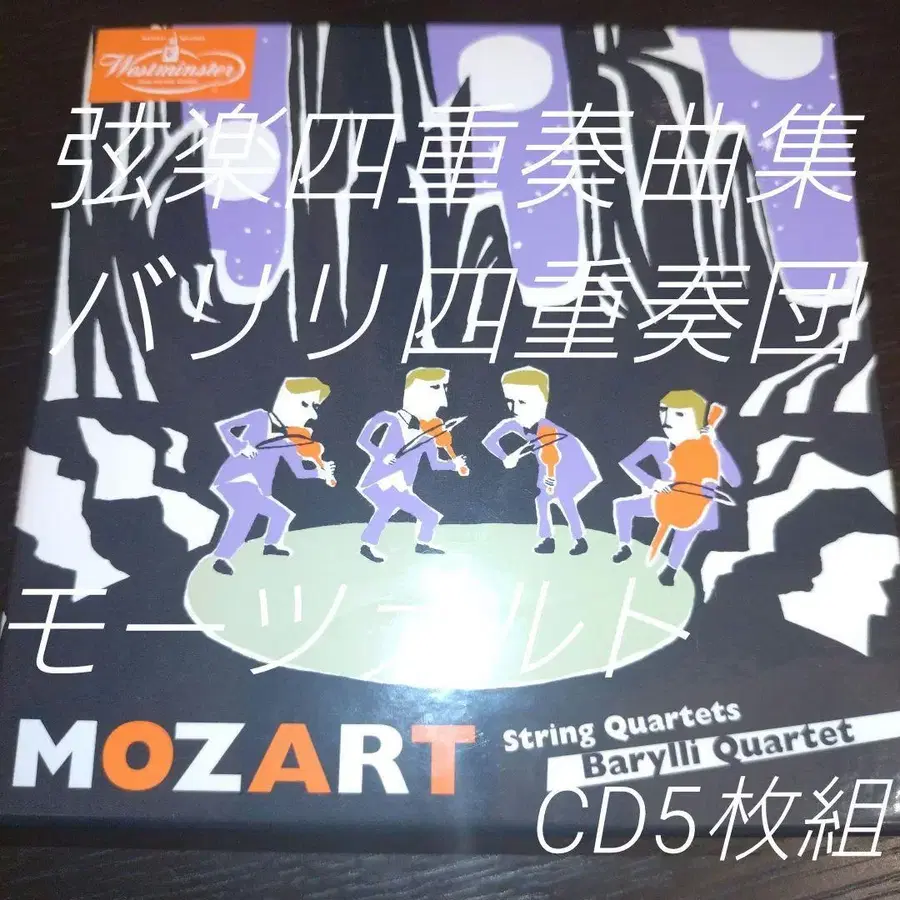 Westminster
弦楽四重奏曲集
バリリ四重奏団
モーツァルト
MOZART
String Quartets
Barylli Quartet
CD5枚組